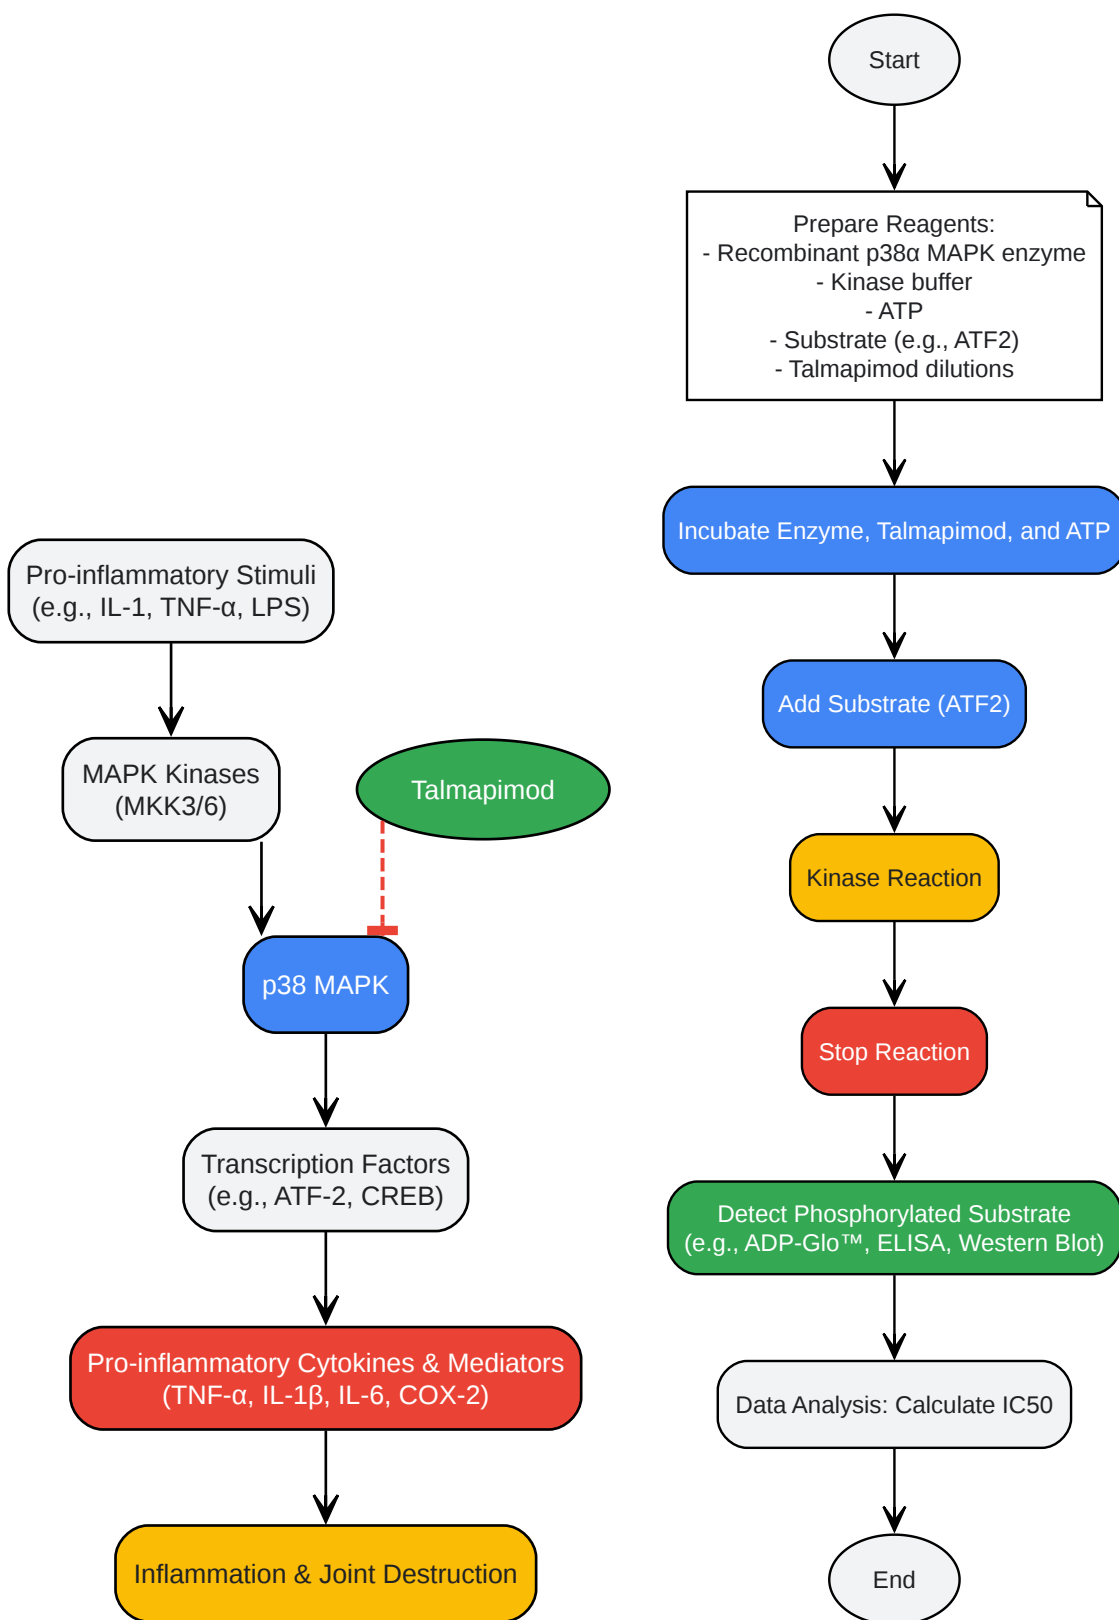 Pro-inflammatory Stimuli
(e.g., IL-1, TNF-α, LPS)
MAPK Kinases
(MKK3/6)
Talmapimod
p38 MAPK
Transcription Factors
(e.g., ATF-2, CREB)
Pro-inflammatory Cytokines & Mediators
(TNF-α, IL-1β, IL-6, COX-2)
Inflammation & Joint Destruction
Start
Prepare Reagents:
- Recombinant p38α MAPK enzyme
- Kinase buffer
- ATP
- Substrate (e.g., ATF2)
- Talmapimod dilutions
Incubate Enzyme, Talmapimod, and ATP
Add Substrate (ATF2)
Kinase Reaction
Stop Reaction
Detect Phosphorylated Substrate
(e.g., ADP-Glo™, ELISA, Western Blot)
Data Analysis: Calculate IC50
End